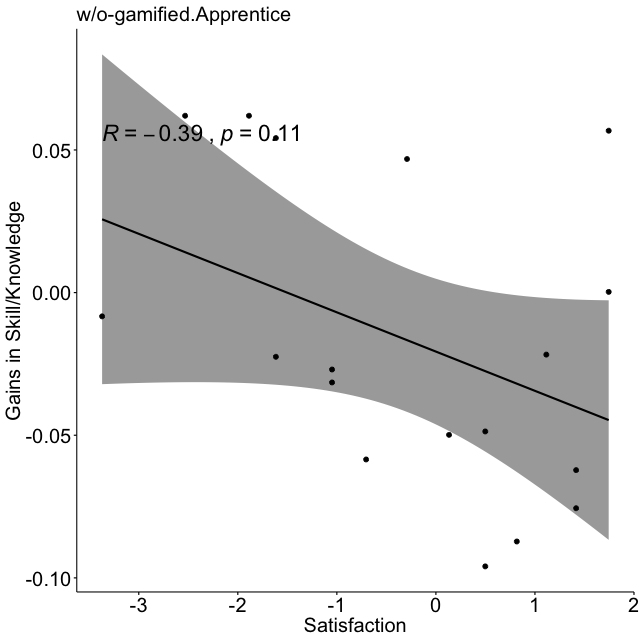 w/o-gamified.Apprentice
R = −0.39 , p = 0.11
Gains in Skill/Knowledge
0.05
0.00
-0.05
-0.10
-3 -2 -1 0 1 2
Satisfaction